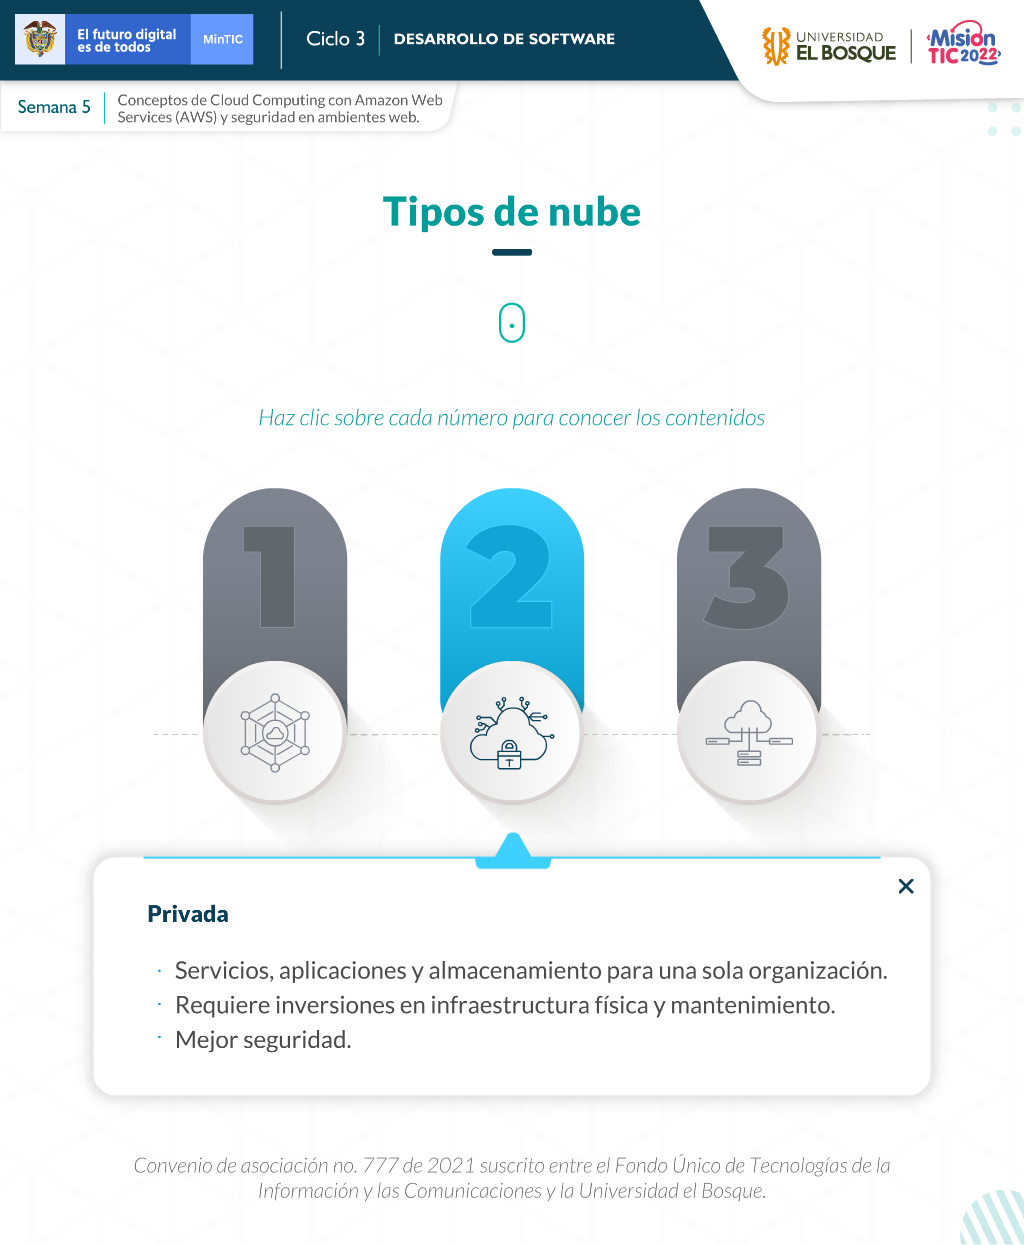 El futuro digital
es de todos
MinTIC
Ciclo 3
DESARROLLO DE SOFTWARE
UNIVERSIDAD
EL BOSQUE
Misión
TIC2022
Semana 5
Conceptos de Cloud Computing con Amazon Web
Services (AWS) y seguridad en ambientes web.
Tipos de nube
Haz clic sobre cada número para conocer los contenidos
1
2
3
Privada
· Servicios, aplicaciones y almacenamiento para una sola organización.
· Requiere inversiones en infraestructura física y mantenimiento.
· Mejor seguridad.
Convenio de asociación no. 777 de 2021 suscrito entre el Fondo Único de Tecnologías de la
Información y las Comunicaciones y la Universidad el Bosque.